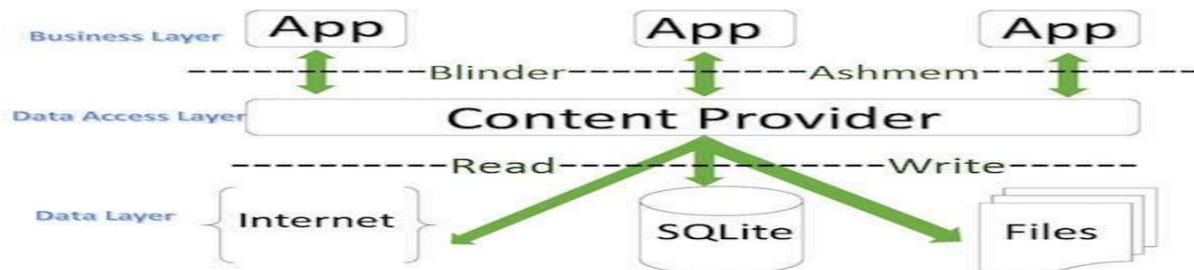 Business Layer App App App
Blinder Ashmem
Data Access Layer Content Provider
Read Write
Data Layer Internet SQLite Files